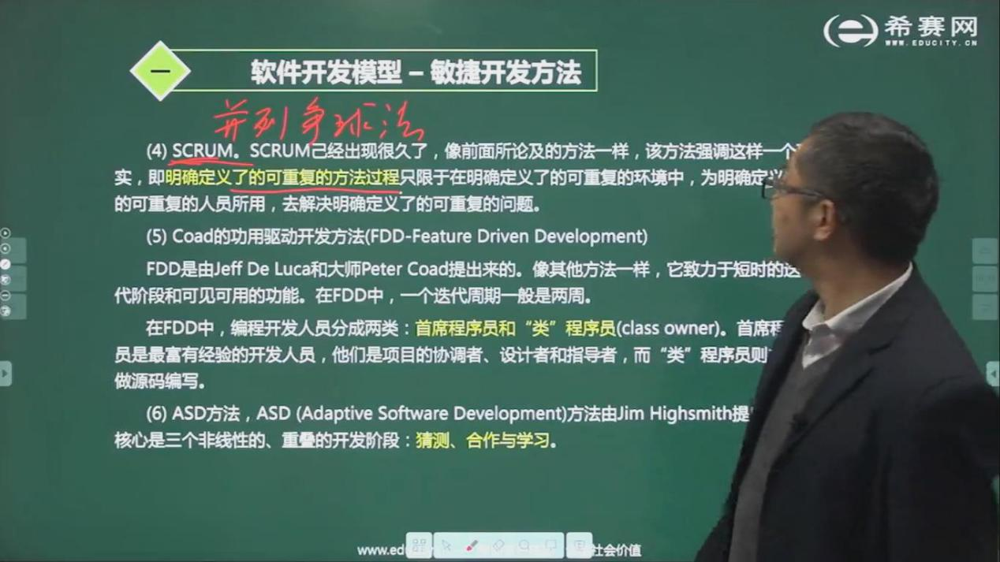 希赛网
WWW.EDUCITY.CN
一
软件开发模型 – 敏捷开发方法
并列争球法
(4) SCRUM。SCRUM己经出现很久了，像前面所论及的方法一样，该方法强调这样一个
实，即明确定义了的可重复的方法过程只限于在明确定义了的可重复的环境中，为明确定义
的可重复的人员所用，去解决明确定义了的可重复的问题。
(5) Coad的功用驱动开发方法(FDD-Feature Driven Development)
FDD是由Jeff De Luca和大师Peter Coad提出来的。像其他方法一样，它致力于短时的迭
代阶段和可见可用的功能。在FDD中，一个迭代周期一般是两周。
在FDD中，编程开发人员分成两类：首席程序员和“类”程序员(class owner)。首席程
员是最富有经验的开发人员，他们是项目的协调者、设计者和指导者，而“类”程序员则
做源码编写。
(6) ASD方法，ASD (Adaptive Software Development)方法由Jim Highsmith提
核心是三个非线性的、重叠的开发阶段：猜测、合作与学习。
www.edu
社会价值